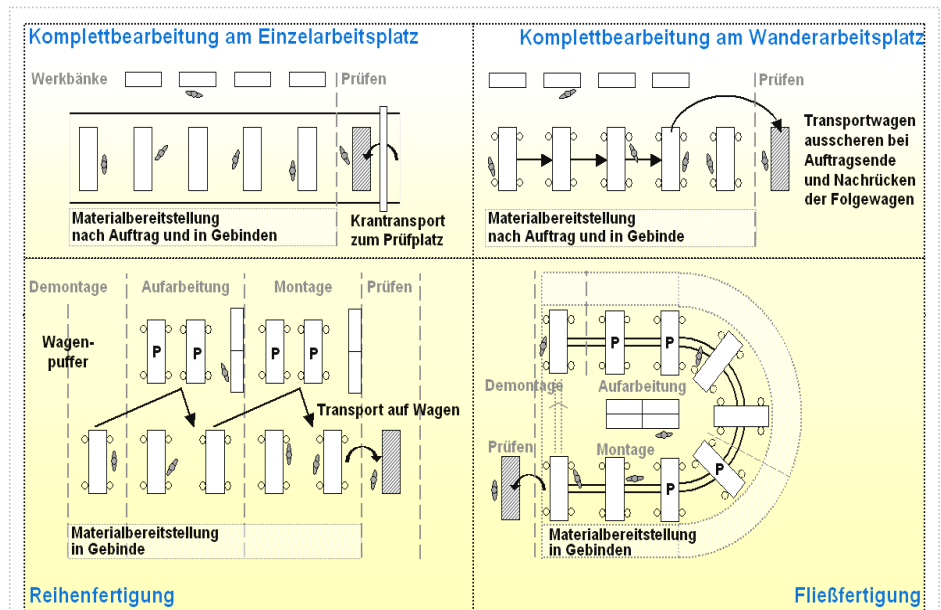 Komplettbearbeitung am Einzelarbeitsplatz
Werkbänke
Prüfen
Materialbereitstellung
nach Auftrag und in Gebinden
Krantransport
zum Prüfplatz
Komplettbearbeitung am Wanderarbeitsplatz
Prüfen
Transportwagen
ausscheren bei
Auftragsende
und Nachrücken
der Folgewagen
Materialbereitstellung
nach Auftrag und in Gebinde
Demontage
Aufarbeitung
Montage
Prüfen
Wagen-
puffer
P
P
P
P
Transport auf Wagen
Materialbereitstellung
in Gebinde
Reihenfertigung
P
P
Demontage
Aufarbeitung
Prüfen
Montage
P
P
Materialbereitstellung
in Gebinden
Fließfertigung